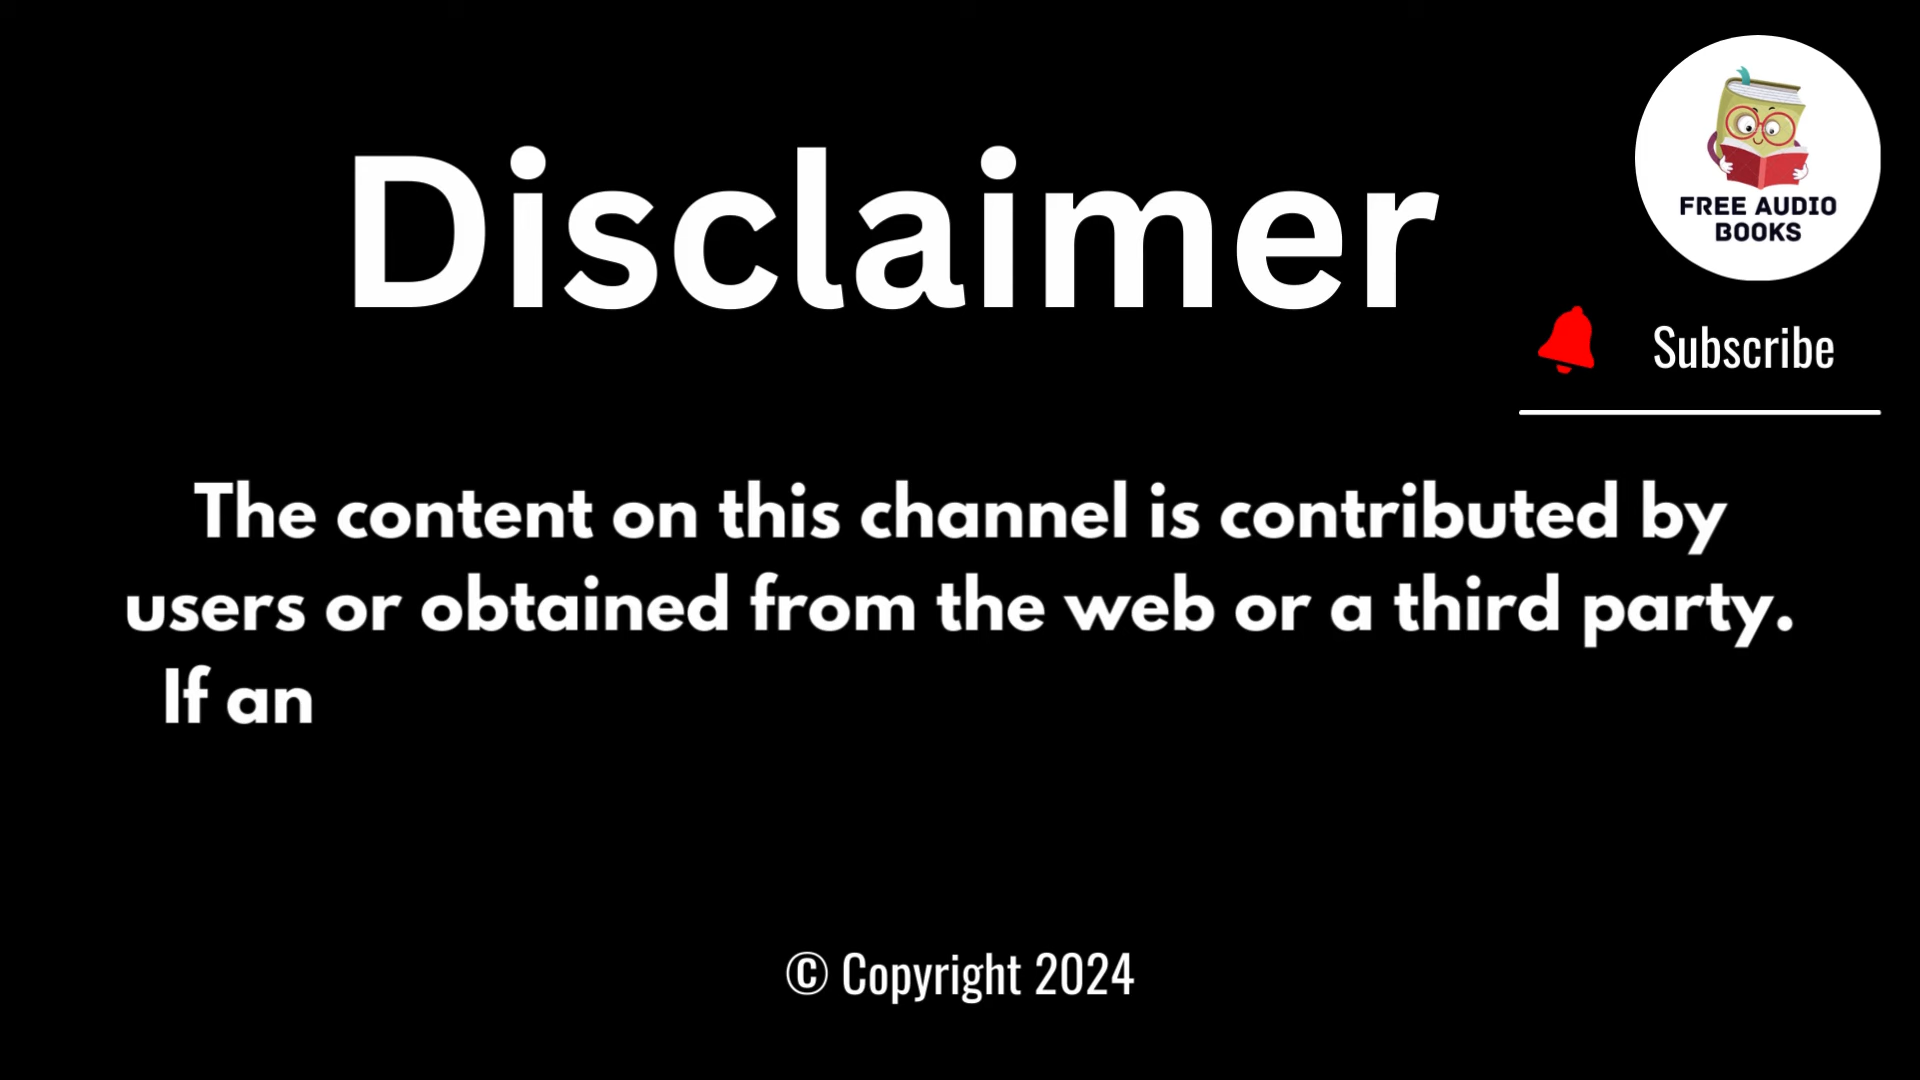 Disclaimer
FREE AUDIO
BOOKS
Subscribe
The content on this channel is contributed by
users or obtained from the web or a third party.
If an
© Copyright 2024